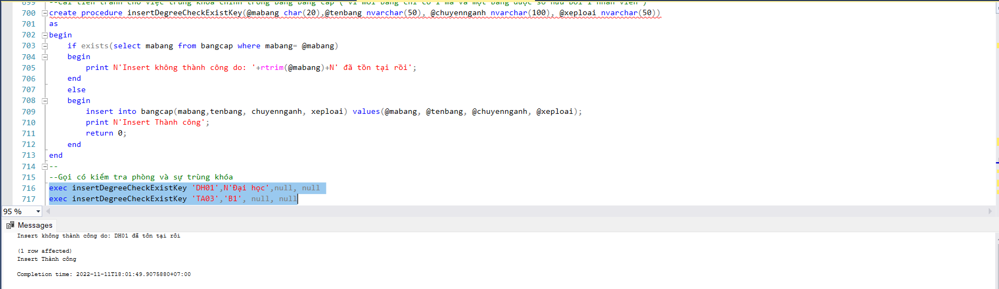 700 create procedure insertDegreeCheckExistKey(@mabang char(20),@tenbang nvarchar(50), @chuyennganh nvarchar(100), @xeploai nvarchar(50))
701 as
702 begin
703 if exists(select mabang from bangcap where mabang= @mabang)
704 begin
705 print N'Insert không thành công do: '+rtrim(@mabang)+N' đã tồn tại rồi';
706 end
707 else
708 begin
709 insert into bangcap(mabang,tenbang, chuyennganh, xeploai) values(@mabang, @tenbang, @chuyennganh, @xeploai);
710 print N'Insert Thành công';
711 return 0;
712 end
713 end
714 --
715 --Gọi có kiểm tra phòng và sự trùng khóa
716 exec insertDegreeCheckExistKey 'DH01',N'Đại học',null, null
717 exec insertDegreeCheckExistKey 'TA03','B1', null, null
95 %
Messages
Insert không thành công do: DH01 đã tồn tại rồi
(1 row affected)
Insert Thành công
Completion time: 2022-11-11T18:01:49.9075880+07:00